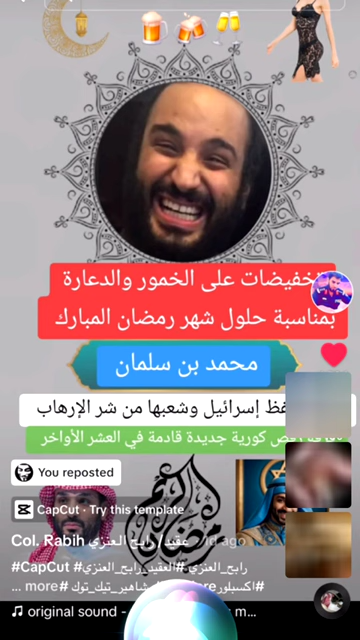 تخفيضات على الخمور والدعارة
بمناسبة حلول شهر رمضان المبارك
محمد بن سلمان
إسرائيل وشعبها من شر الإرهاب
كورية جديدة قادمة في العشر الأواخر
You reposted
CapCut · Try this template
Col. Rabih عقيد/ رابح العنزي
#CapCut #رابح_العنزي #العقيد_رابح_العنزي
... more
original sound -